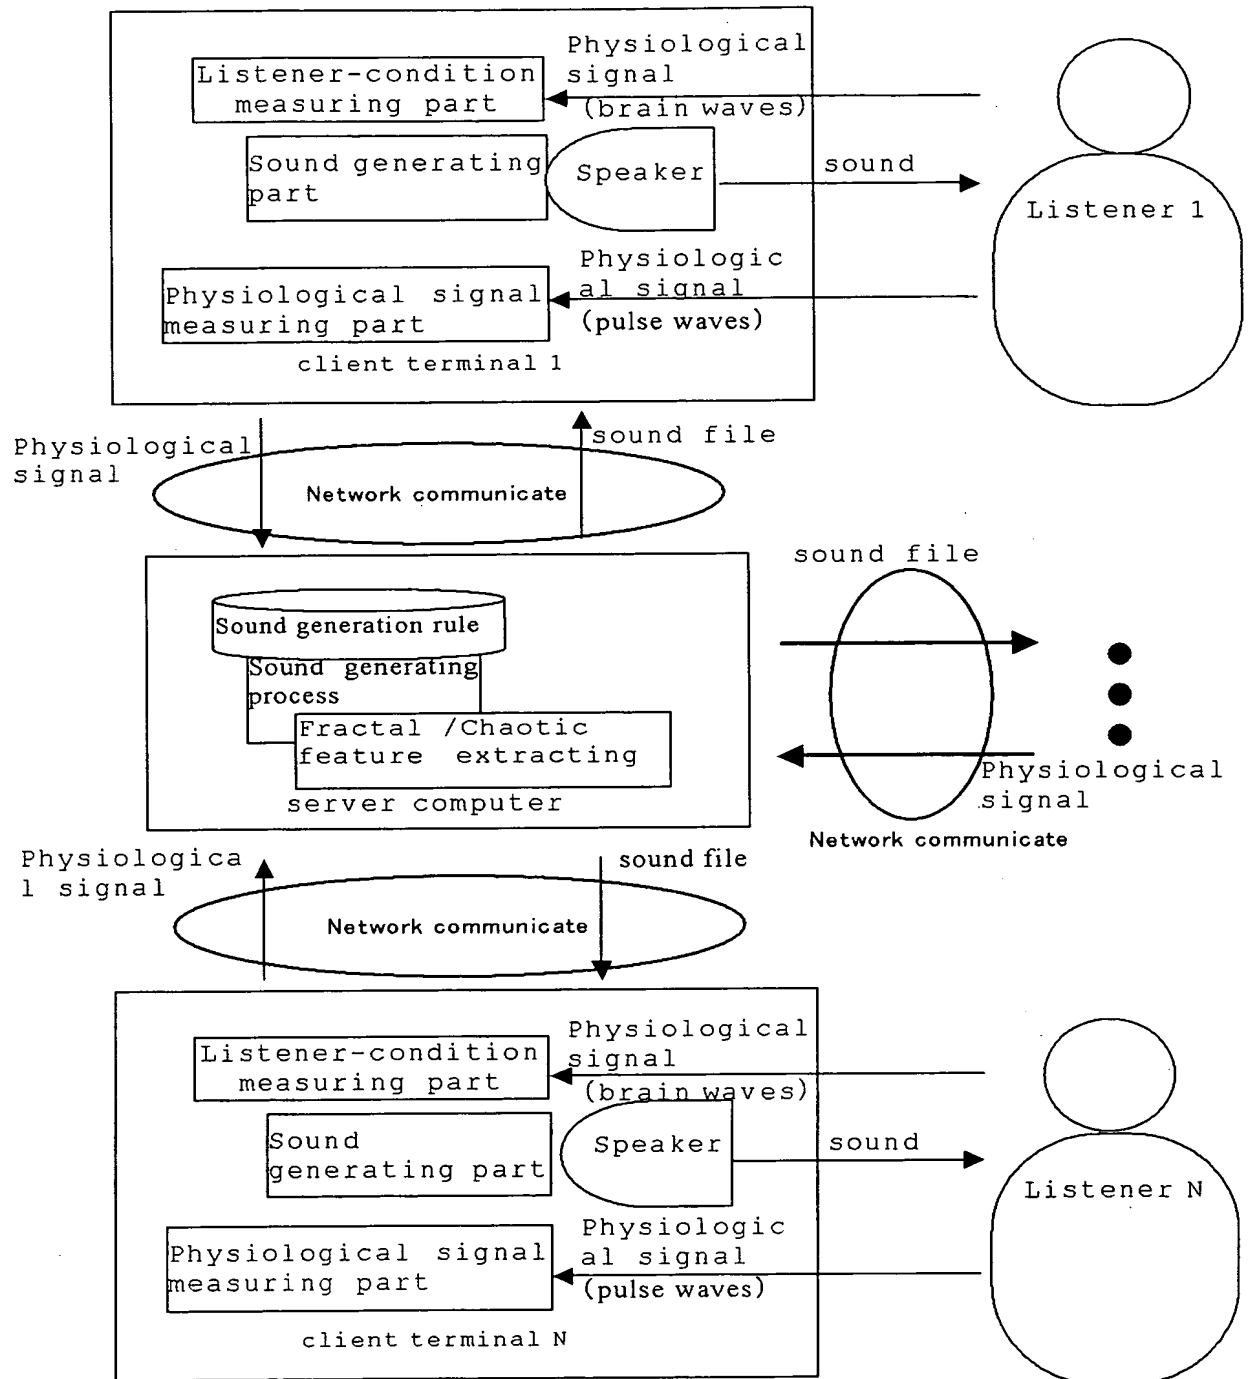 Physiological
signal
(brain waves)
Listener-condition
measuring part
Sound generating
part
Speaker
sound
Listener 1
Physiologic
al signal
(pulse waves)
Physiological signal
measuring part
client terminal 1
Physiological
signal
sound file
Network communicate
sound file
Sound generation rule
Sound generating
process
Fractal /Chaotic
feature extracting
server computer
Physiological
signal
Network communicate
Physiologica
l signal
sound file
Network communicate
Physiological
signal
(brain waves)
Listener-condition
measuring part
Sound
generating part
Speaker
sound
Listener N
Physiologic
al signal
(pulse waves)
Physiological signal
measuring part
client terminal N